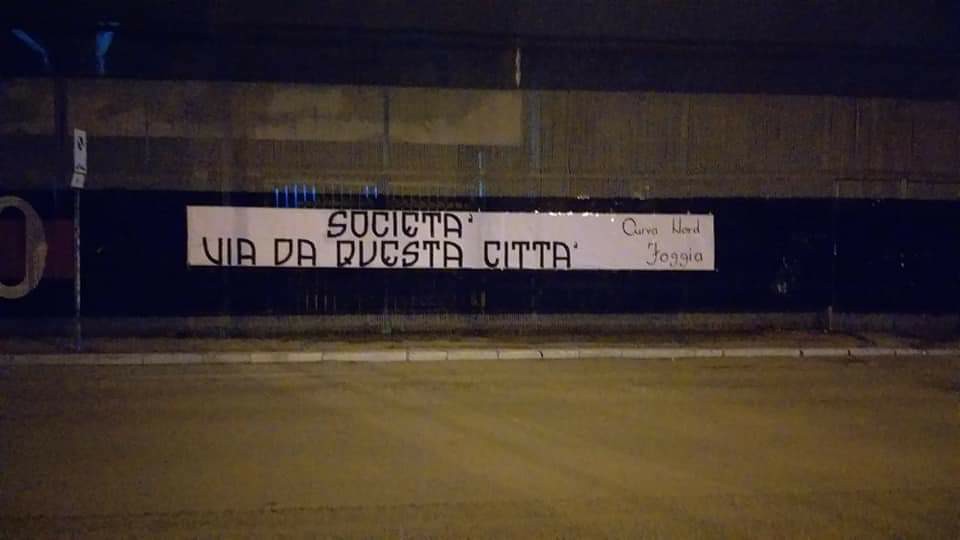 SOCIETA'
VIA DA QUESTA CITTA'
Curva Nord
Foggia